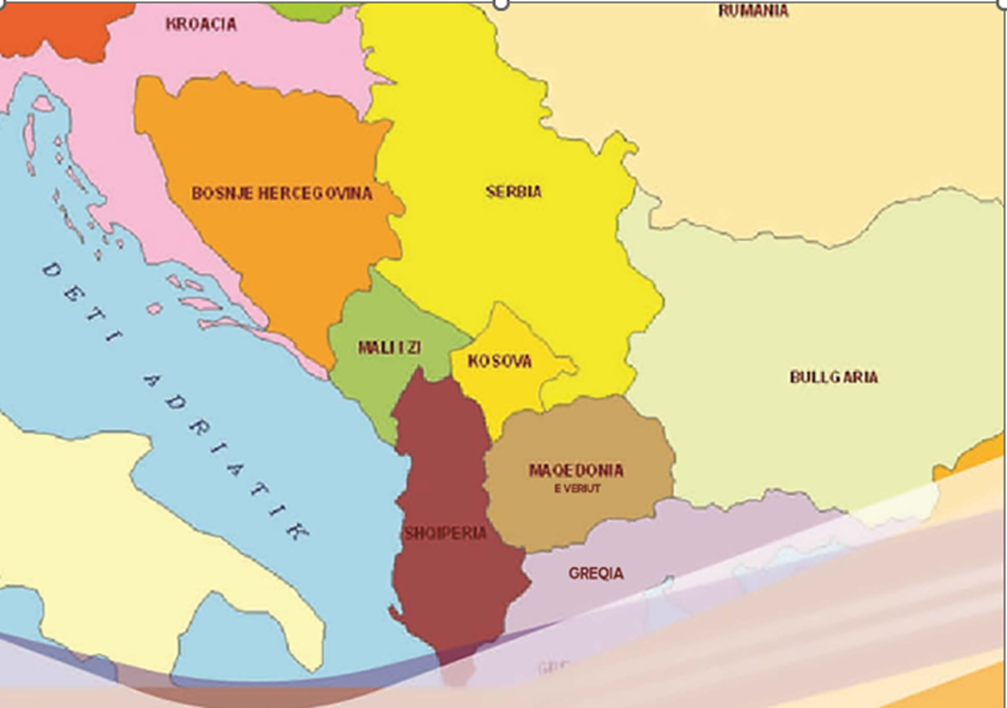 RUMANIA
KROACIA
BOSNJE HERCEGOVINA
SERBIA
DETI ADRIATIK
MALI I ZI
KOSOVA
BULLGARIA
MAQEDONIA
E VERIUT
SHQIPERIA
GREQIA